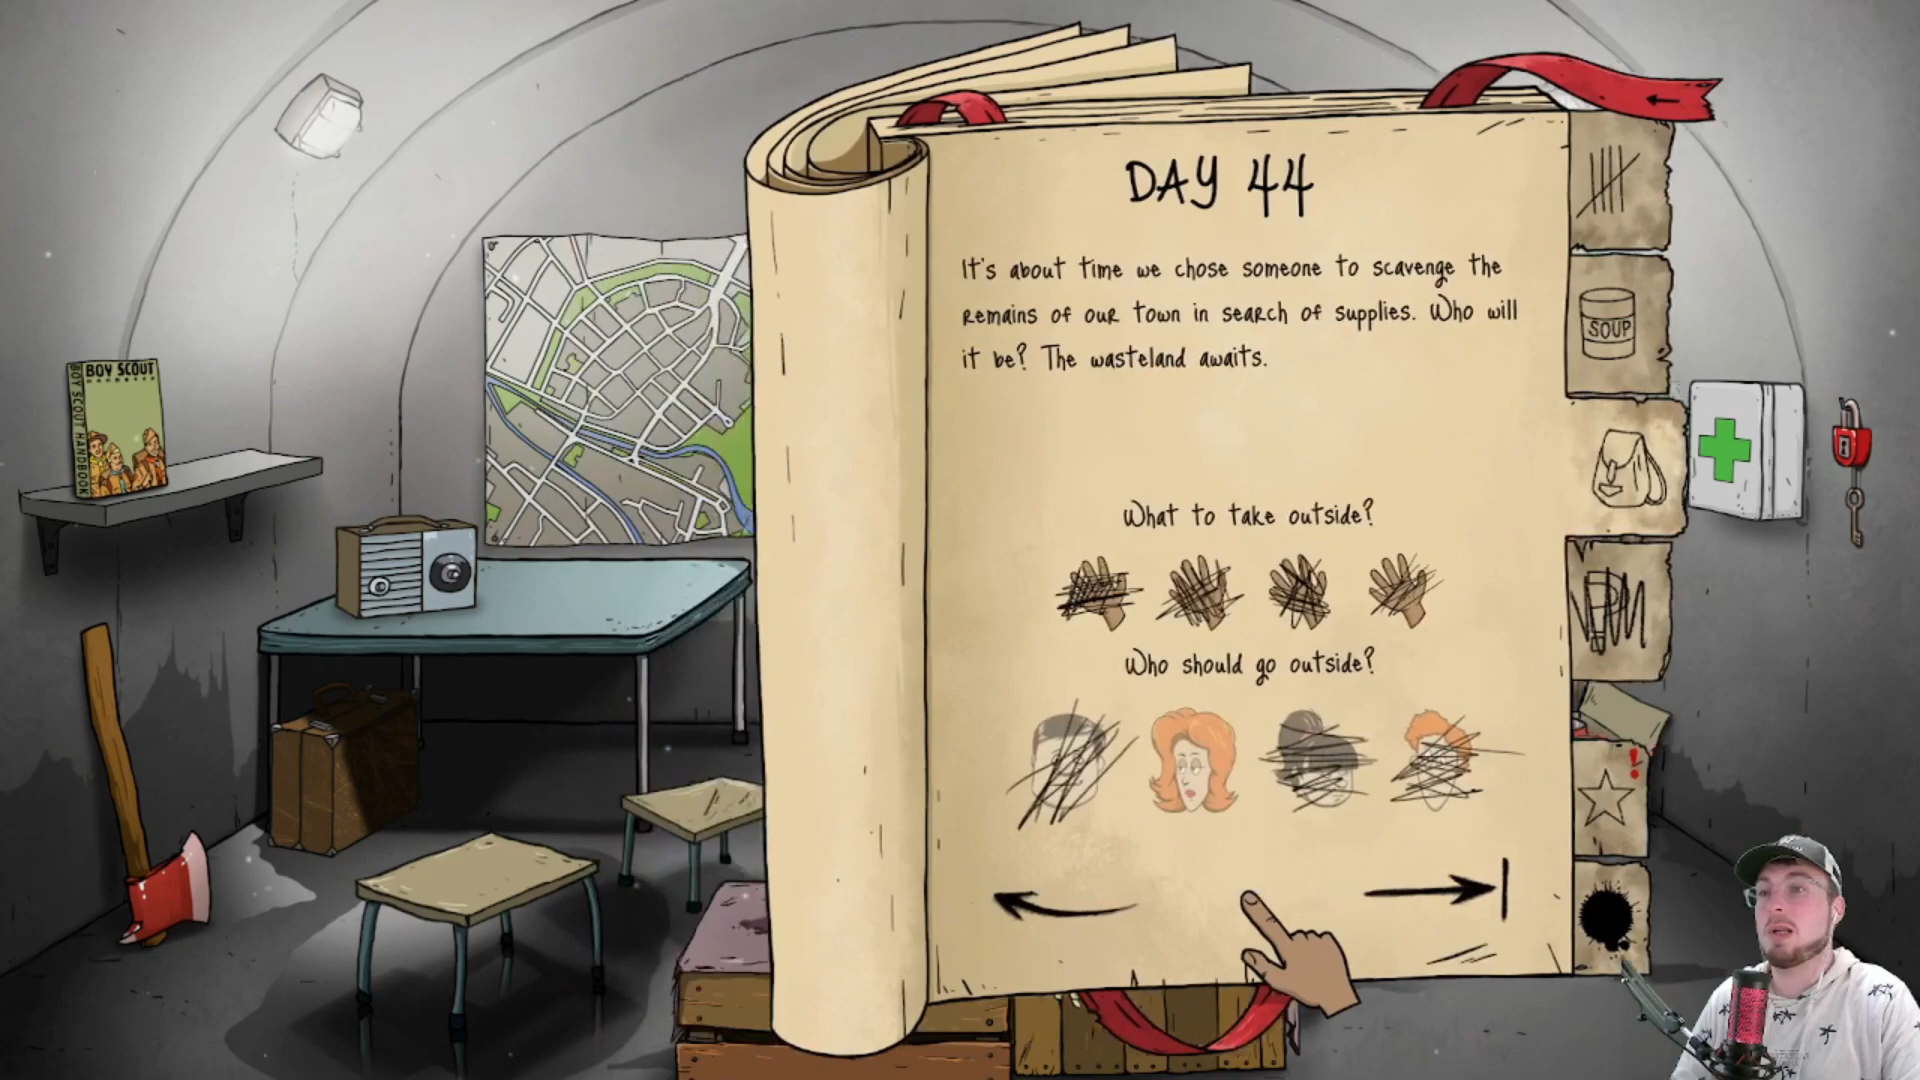 DAY 44
It's about time we chose someone to scavenge the
remains of our town in search of supplies. Who will
it be? The wasteland awaits.
What to take outside?
Who should go outside?
BOY SCOUT
BOY SCOUT HANDBOOK
SOUP